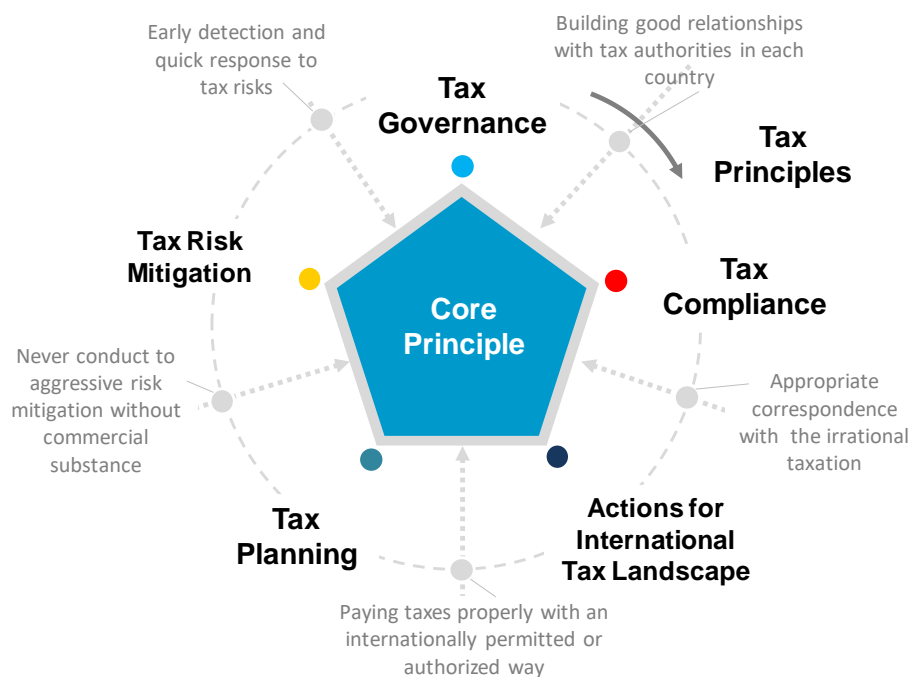 Early detection and
quick response to
tax risks
Building good relationships
with tax authorities in each
country
Tax
Governance
Tax
Principles
Tax Risk
Mitigation
Tax
Compliance
Core
Principle
Never conduct to
aggressive risk
mitigation without
commercial
substance
Appropriate
correspondence
with the irrational
taxation
Tax
Planning
Actions for
International
Tax Landscape
Paying taxes properly with an
internationally permitted or
authorized way